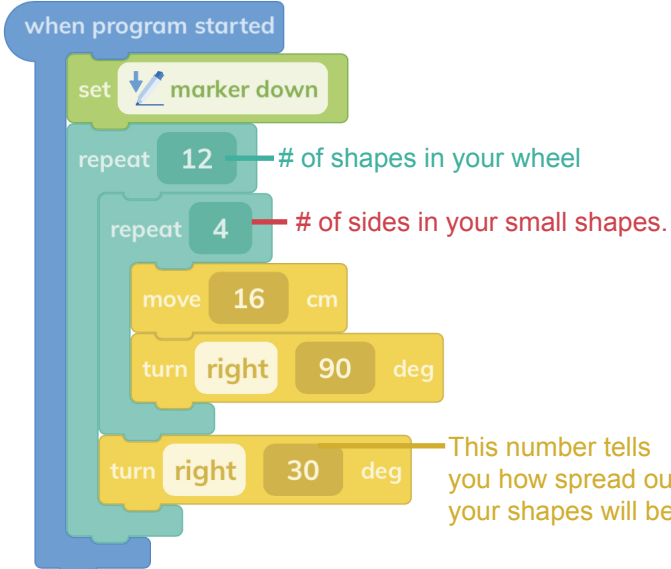 when program started
set marker down
repeat 12
# of shapes in your wheel
repeat 4
# of sides in your small shapes.
move 16 cm
turn right 90 deg
turn right 30 deg
This number tells
you how spread ou
your shapes will be